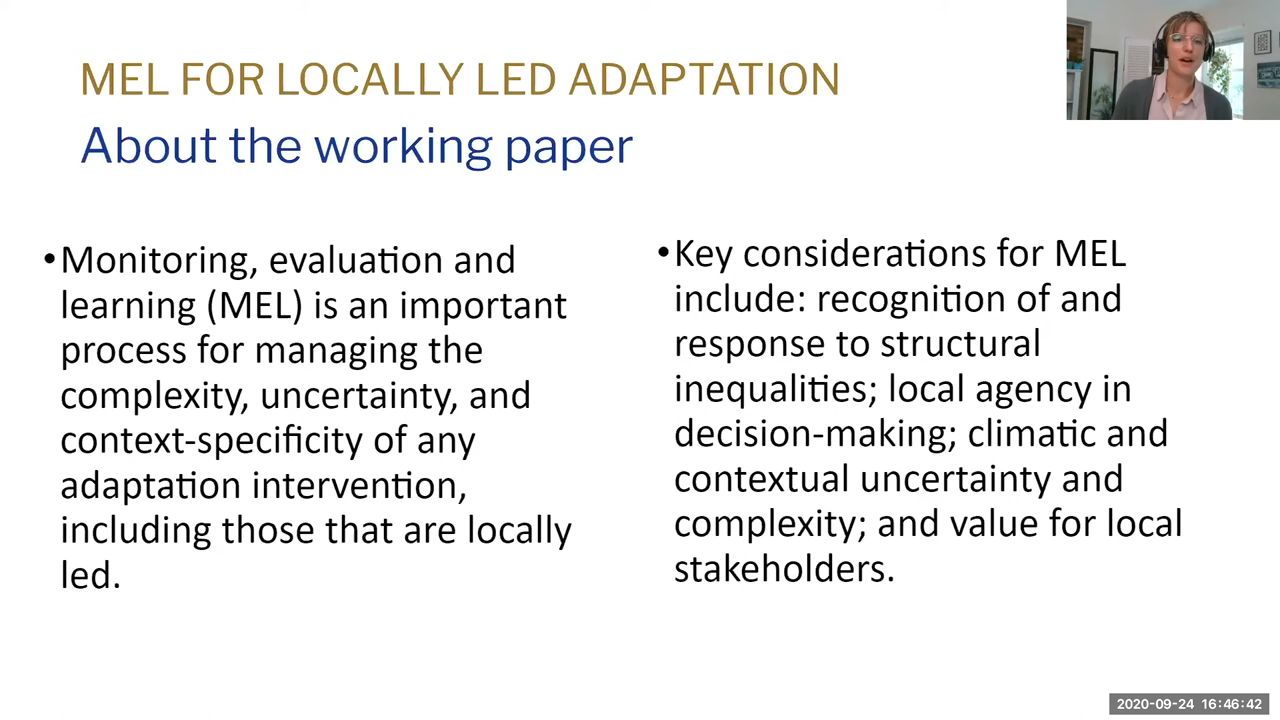 MEL FOR LOCALLY LED ADAPTATION
About the working paper
•Monitoring, evaluation and
learning (MEL) is an important
process for managing the
complexity, uncertainty, and
context-specificity of any
adaptation intervention,
including those that are locally
led.
•Key considerations for MEL
include: recognition of and
response to structural
inequalities; local agency in
decision-making; climatic and
contextual uncertainty and
complexity; and value for local
stakeholders.
2020-09-24 16:46:42